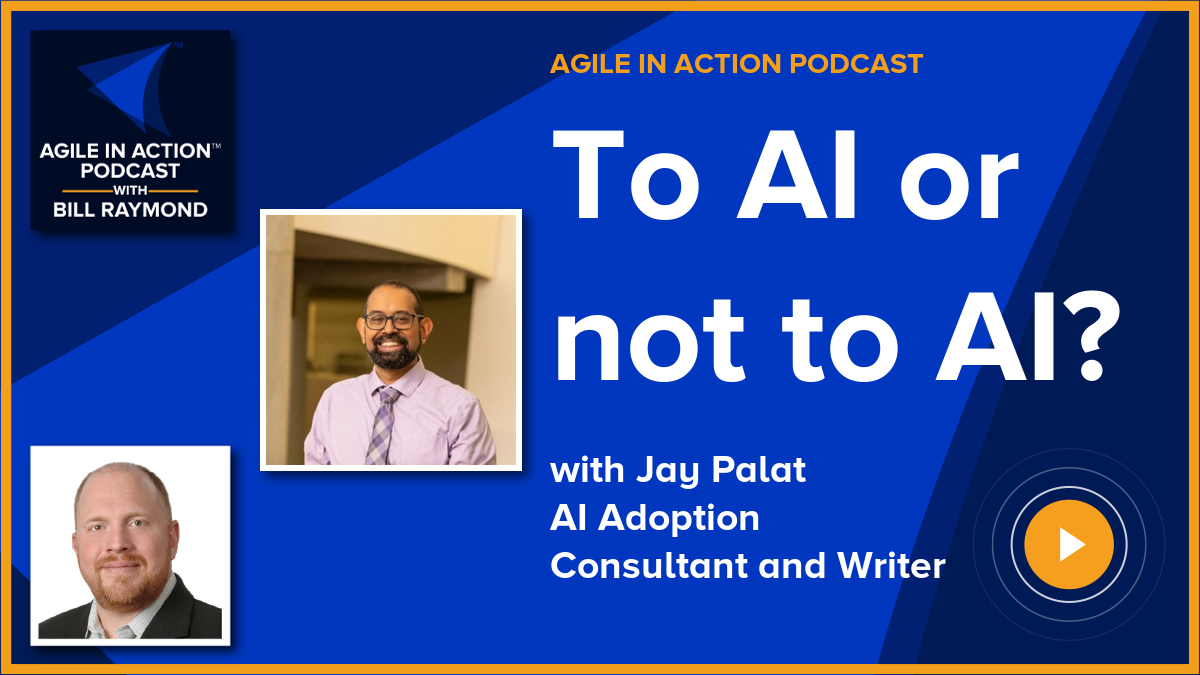 AGILE IN ACTION™
PODCAST
WITH
BILL RAYMOND
AGILE IN ACTION PODCAST
To AI or
not to AI?
with Jay Palat
AI Adoption
Consultant and Writer